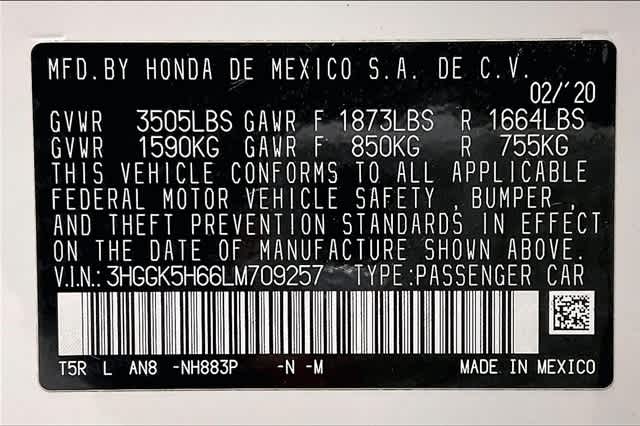 MFD.BY HONDA DE MEXICO S.A. DE C.V.
02/'20
GVWR 3505LBS GAWR F 1873LBS R 1664LBS
GVWR 1590KG GAWR F 850KG R 755KG
THIS VEHICLE CONFORMS TO ALL APPLICABLE
FEDERAL MOTOR VEHICLE SAFETY , BUMPER ,
AND THEFT PREVENTION STANDARDS IN EFFECT
ON THE DATE OF MANUFACTURE SHOWN ABOVE.
V.I.N.:3HGGK5H66LM709257 TYPE:PASSENGER CAR
T5R L AN8 -NH883P -N -M MADE IN MEXICO